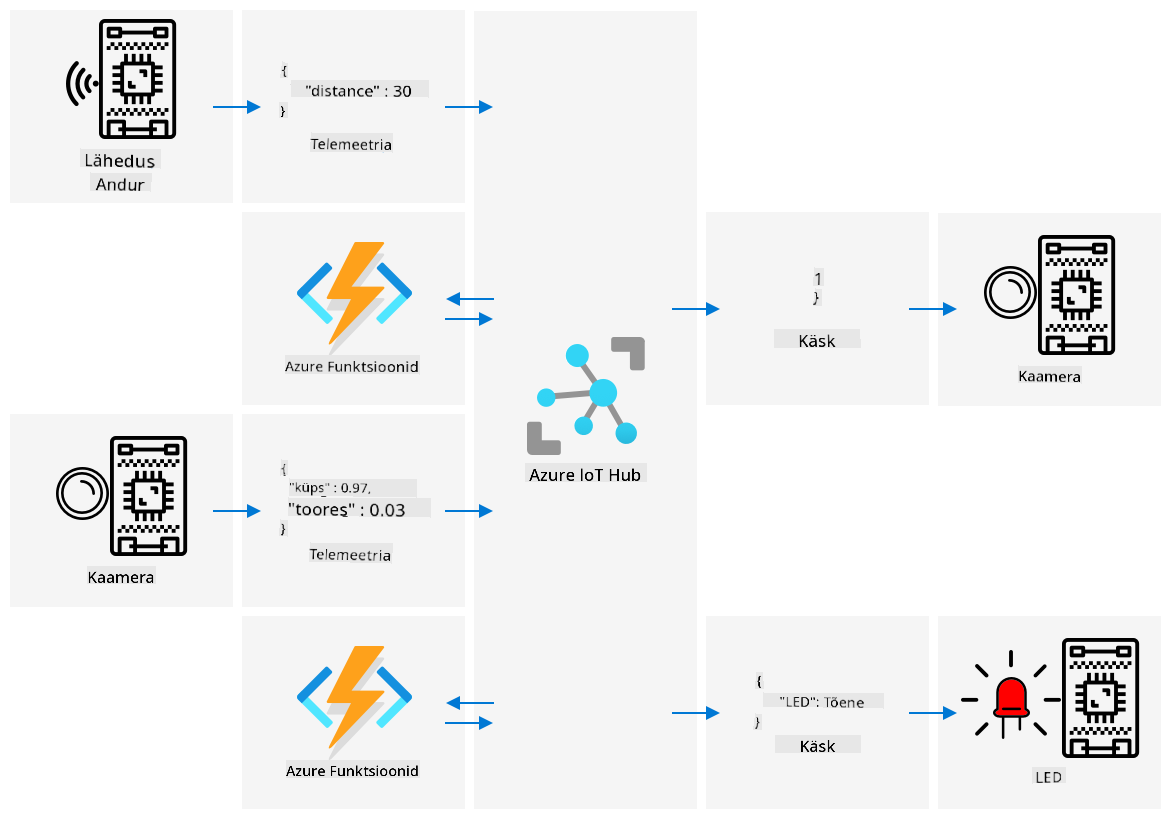 {
"distance" : 30
}
Telemeetria
Lähedus
Andur
Azure Funktsioonid
1
}
Käsk
Kaamera
Azure IoT Hub
{
"küps" : 0.97,
"toores" : 0.03
}
Telemeetria
Kaamera
Azure Funktsioonid
{
"LED": Tõene
}
Käsk
LED